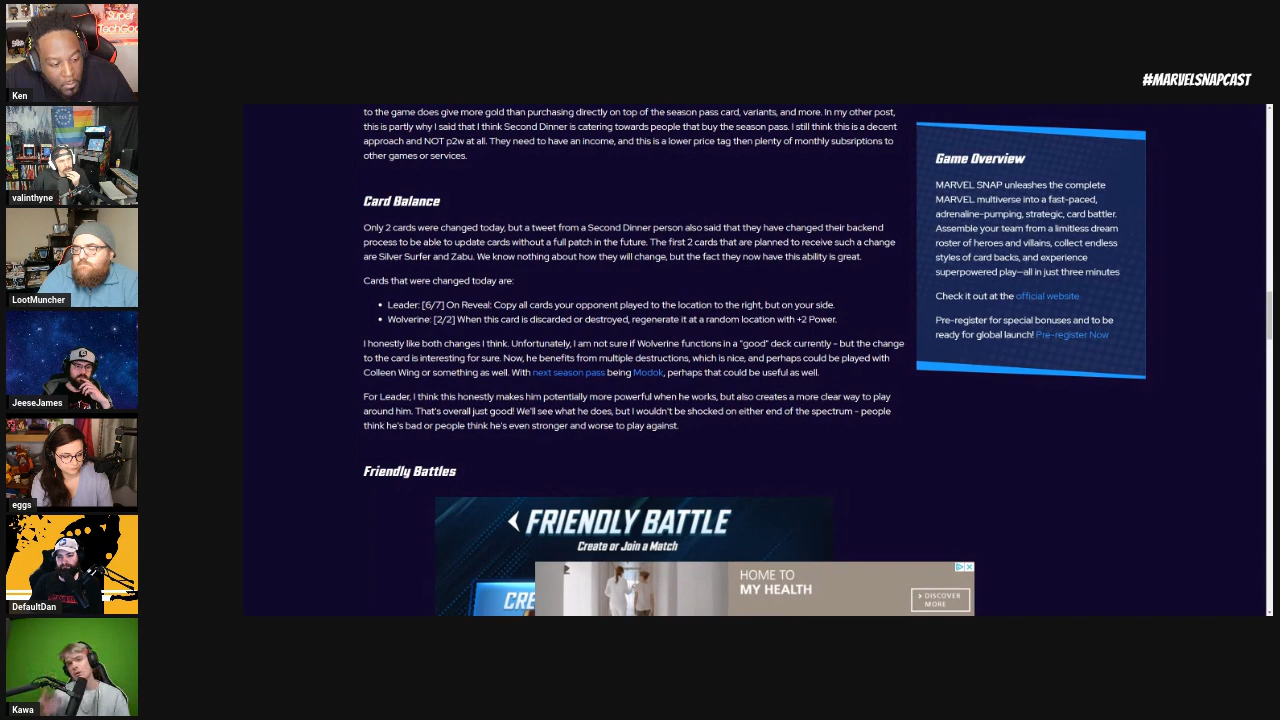 Super
TechGod
Ken
valinthyne
LootMuncher
JeeseJames
eggs
DefaultDan
Kawa
#MARVELSNAPCAST
to the game does give more gold than purchasing directly on top of the season pass card, variants, and more. In my other post,
this is partly why I said that I think Second Dinner is catering towards people that buy the season pass. I still think this is a decent
approach and NOT p2w at all. They need to have an income, and this is a lower price tag then plenty of monthly subsriptions to
other games or services.
Card Balance
Only 2 cards were changed today, but a tweet from a Second Dinner person also said that they have changed their backend
process to be able to update cards without a full patch in the future. The first 2 cards that are planned to receive such a change
are Silver Surfer and Zabu. We know nothing about how they will change, but the fact they now have this ability is great.
Cards that were changed today are:
• Leader: [6/7] On Reveal: Copy all cards your opponent played to the location to the right, but on your side.
• Wolverine: [2/2] When this card is discarded or destroyed, regenerate it at a random location with +2 Power.
I honestly like both changes I think. Unfortunately, I am not sure if Wolverine functions in a "good" deck currently - but the change
to the card is interesting for sure. Now, he benefits from multiple destructions, which is nice, and perhaps could be played with
Colleen Wing or something as well. With next season pass being Modok, perhaps that could be useful as well.
For Leader, I think this honestly makes him potentially more powerful when he works, but also creates a more clear way to play
around him. That's overall just good! We'll see what he does, but I wouldn't be shocked on either end of the spectrum - people
think he's bad or people think he's even stronger and worse to play against.
Friendly Battles
FRIENDLY BATTLE
Create or Join a Match
CRE
HOME TO
MY HEALTH
> DISCOVER
MORE
Game Overview
MARVEL SNAP unleashes the complete
MARVEL multiverse into a fast-paced,
adrenaline-pumping, strategic, card battler.
Assemble your team from a limitless dream
roster of heroes and villains, collect endless
styles of card backs, and experience
superpowered play—all in just three minutes
Check it out at the official website
Pre-register for special bonuses and to be
ready for global launch! Pre-register Now